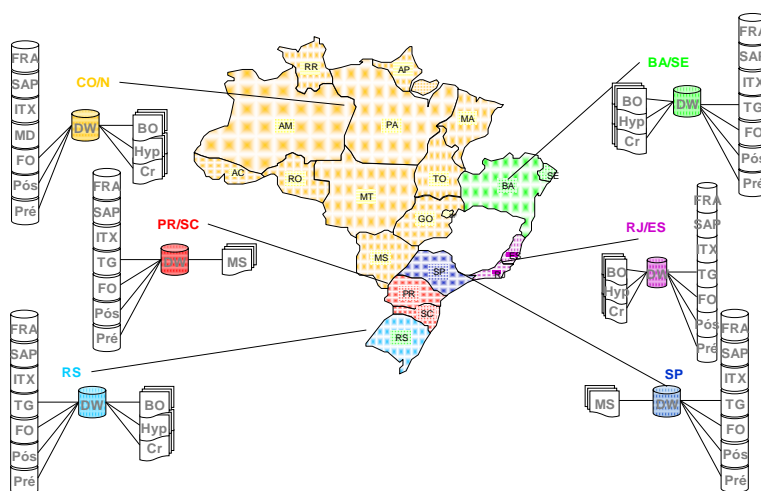 CO/N
FRA
SAP
ITX
MD
FO
Pós
Pré
DW
BO
Hyp
Cr
PR/SC
FRA
SAP
ITX
TG
FO
Pós
Pré
DW
MS
RS
FRA
SAP
ITX
TG
FO
Pós
Pré
DW
BO
Hyp
Cr
RR
AP
AM
PA
MA
AC
RO
TO
MT
BA
SE
GO
MS
SP
PR
SC
RS
BA/SE
BO
Hyp
Cr
DW
FRA
SAP
ITX
TG
FO
Pós
Pré
RJ/ES
BO
Hyp
Cr
DW
FRA
SAP
ITX
TG
FO
Pós
Pré
SP
MS
DW
FRA
SAP
ITX
TG
FO
Pós
Pré